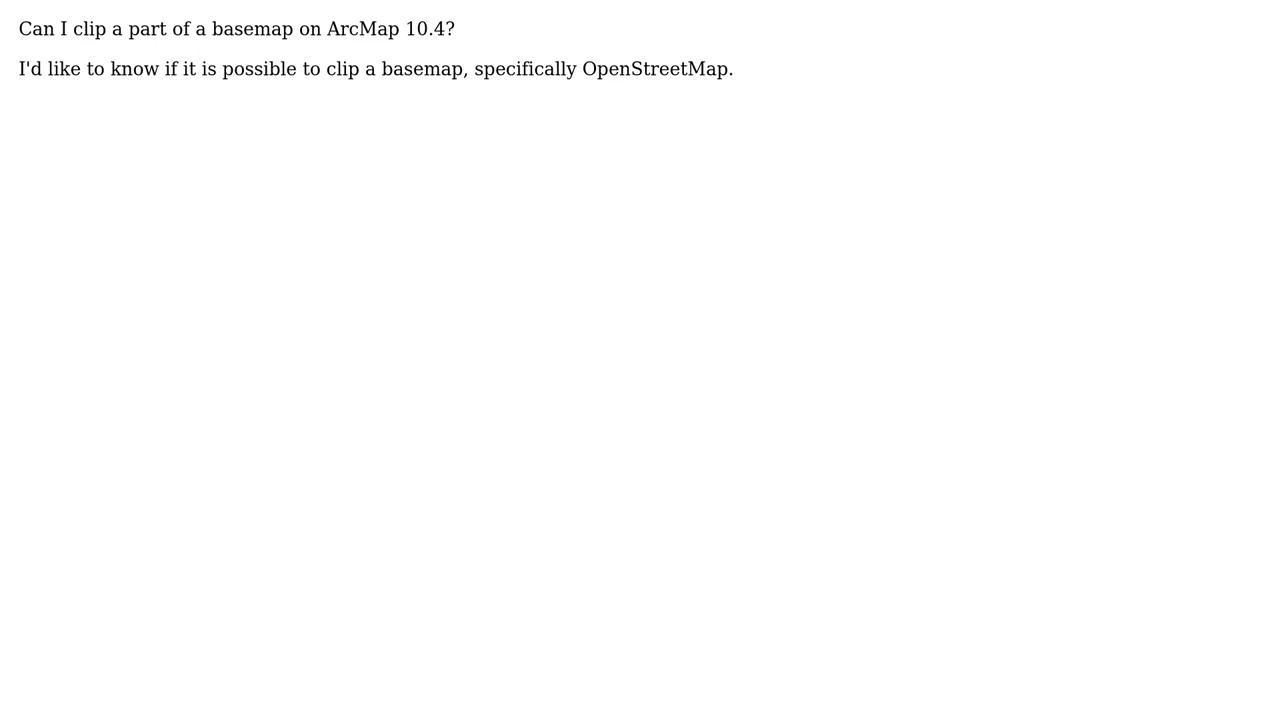 Can I clip a part of a basemap on ArcMap 10.4?
I'd like to know if it is possible to clip a basemap, specifically OpenStreetMap.